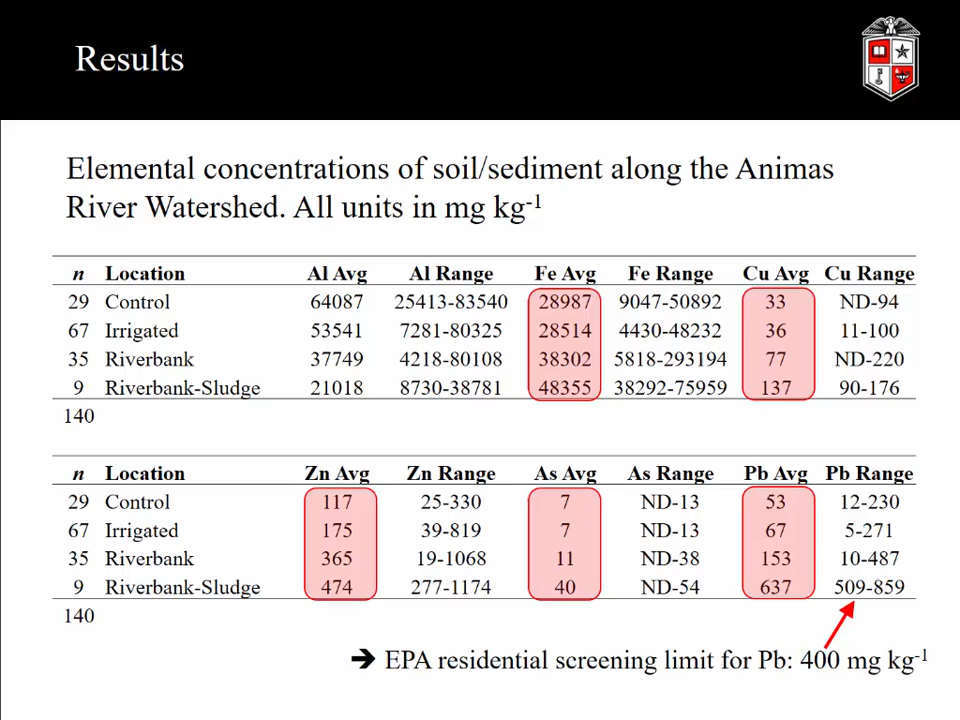 Results
Elemental concentrations of soil/sediment along the Animas
River Watershed. All units in mg kg-1
n Location Al Avg Al Range Fe Avg Fe Range Cu Avg Cu Range
29 Control 64087 25413-83540 28987 9047-50892 33 ND-94
67 Irrigated 53541 7281-80325 28514 4430-48232 36 11-100
35 Riverbank 37749 4218-80108 38302 5818-293194 77 ND-220
9 Riverbank-Sludge 21018 8730-38781 48355 38292-75959 137 90-176
140
n Location Zn Avg Zn Range As Avg As Range Pb Avg Pb Range
29 Control 117 25-330 7 ND-13 53 12-230
67 Irrigated 175 39-819 7 ND-13 67 5-271
35 Riverbank 365 19-1068 11 ND-38 153 10-487
9 Riverbank-Sludge 474 277-1174 40 ND-54 637 509-859
140
➔ EPA residential screening limit for Pb: 400 mg kg-1